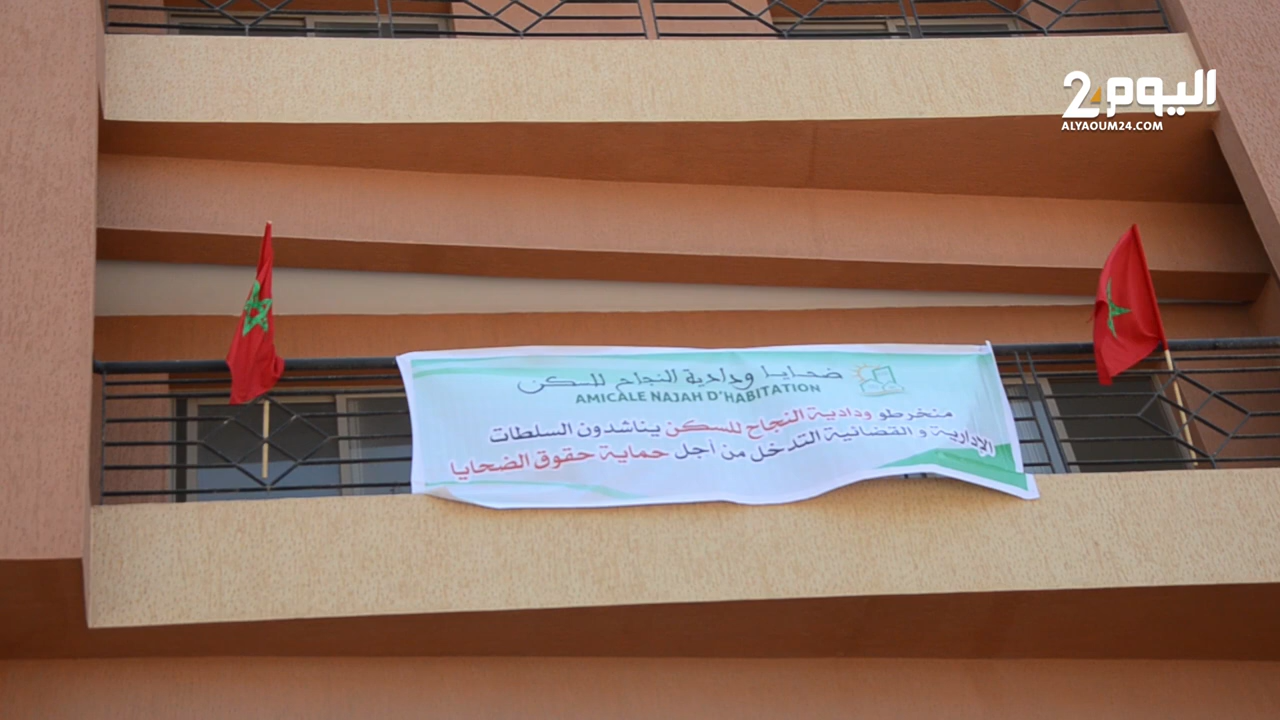 اليوم 24
ALYAOUM24.COM
ضحايا ودادية النجاح للسكن
AMICALE NAJAH D'HABITATION
منخرطو ودادية النجاح للسكن يناشدون السلطات
الإدارية و القضائية التدخل من أجل حماية حقوق الضحايا